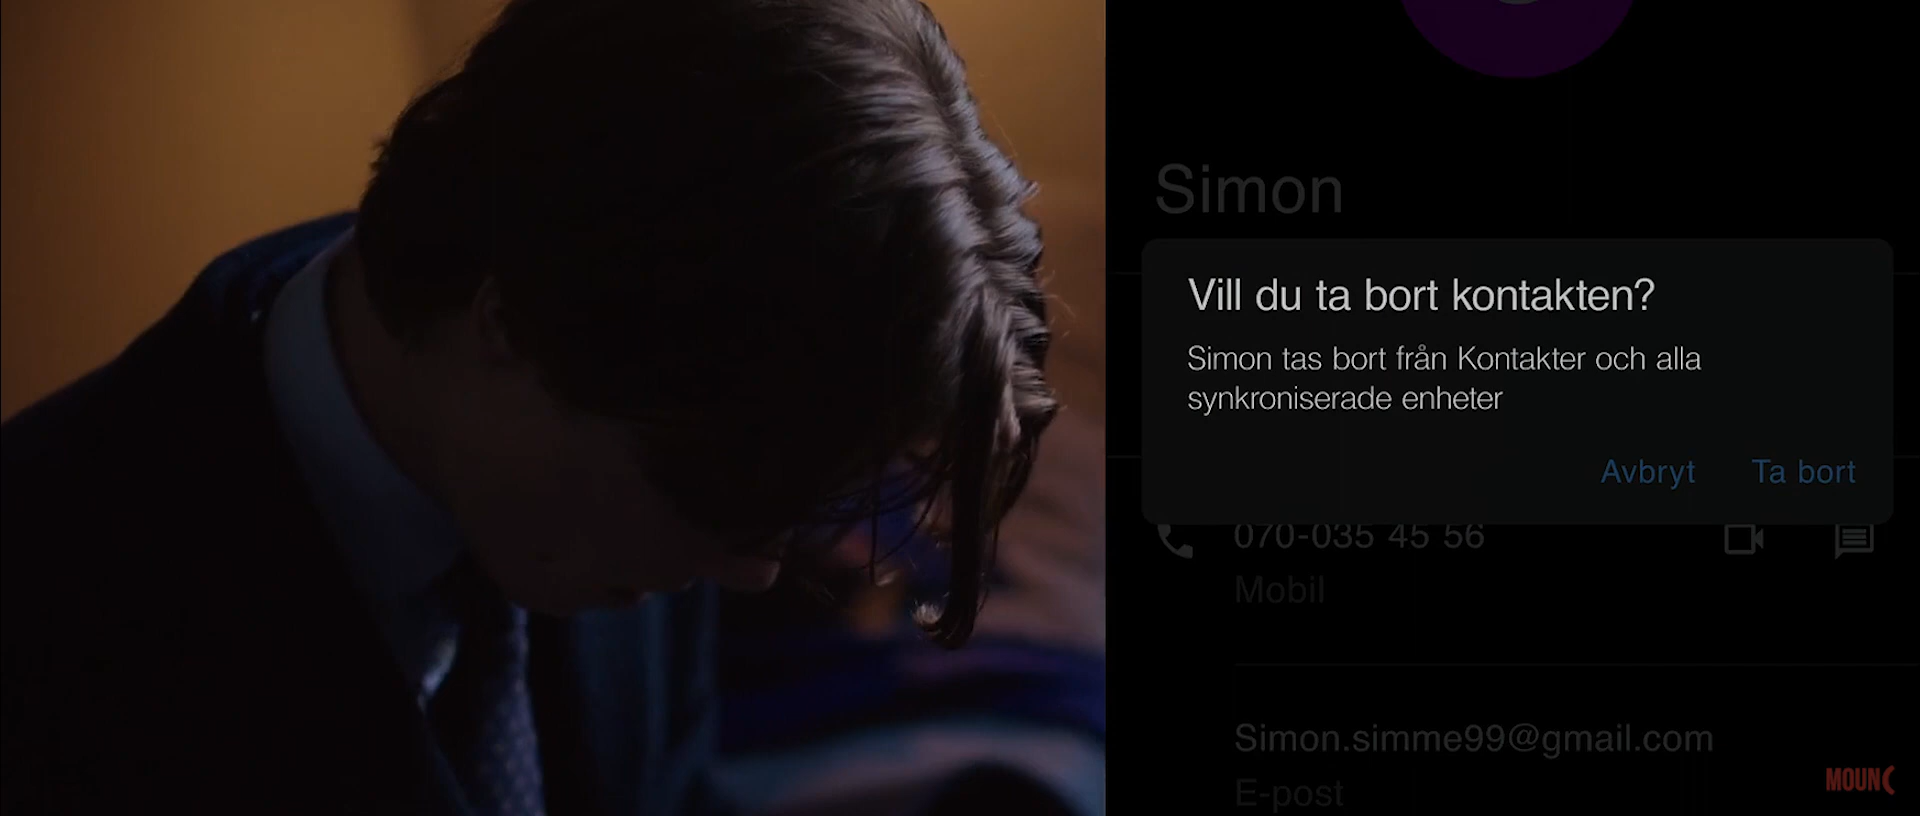 Simon
Vill du ta bort kontakten?
Simon tas bort från Kontakter och alla
synkroniserade enheter
Avbryt
Ta bort
070-035 45 56
Mobil
Simon.simme99@gmail.com
E-post
MOUN